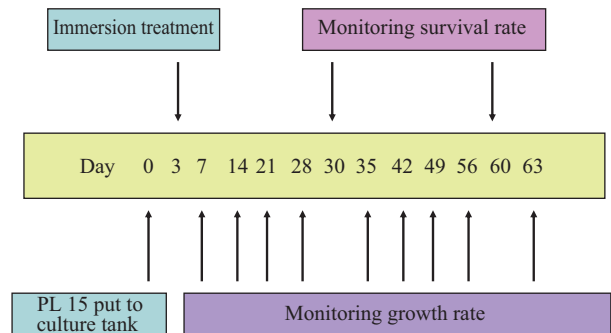 Immersion treatment
Monitoring survival rate
Day 0 3 7 14 21 28 30 35 42 49 56 60 63
PL 15 put to
culture tank
Monitoring growth rate